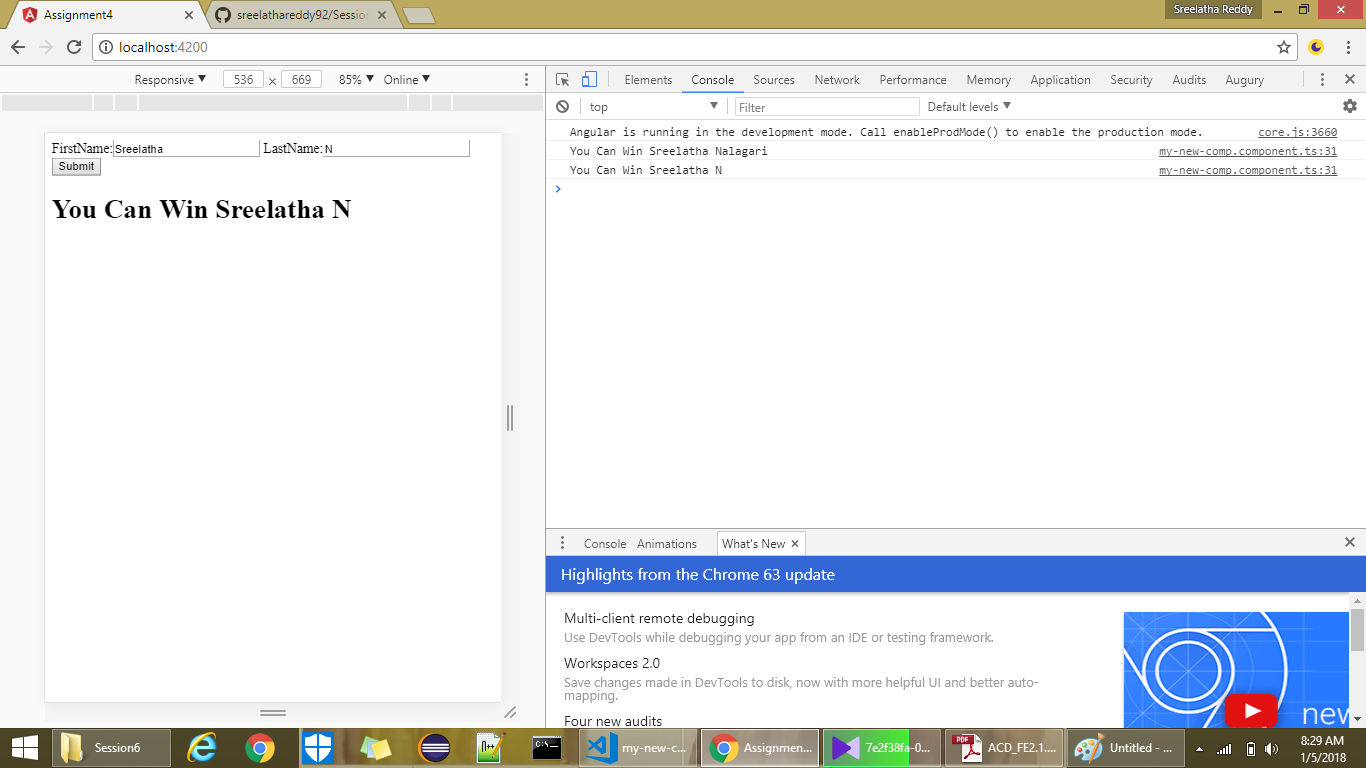 Assignment4
sreelathareddy92/Session
Sreelatha Reddy
localhost:4200
Responsive 536 × 669 85% Online
Elements Console Sources Network Performance Memory Application Security Audits Augury
top Filter Default levels
FirstName: Sreelatha LastName: N
Submit
You Can Win Sreelatha N
Angular is running in the development mode. Call enableProdMode() to enable the production mode. core.js:3660
You Can Win Sreelatha Nalagari my-new-comp.component.ts:31
You Can Win Sreelatha N my-new-comp.component.ts:31
Console Animations What's New
Highlights from the Chrome 63 update
Multi-client remote debugging
Use DevTools while debugging your app from an IDE or testing framework.
Workspaces 2.0
Save changes made in DevTools to disk, now with more helpful UI and better auto-
mapping.
Four new audits
new
Session6
my-new-c...
Assignmen...
7e2f38fa-0...
ACD_FE2.1....
Untitled - ...
8:29 AM
1/5/2018